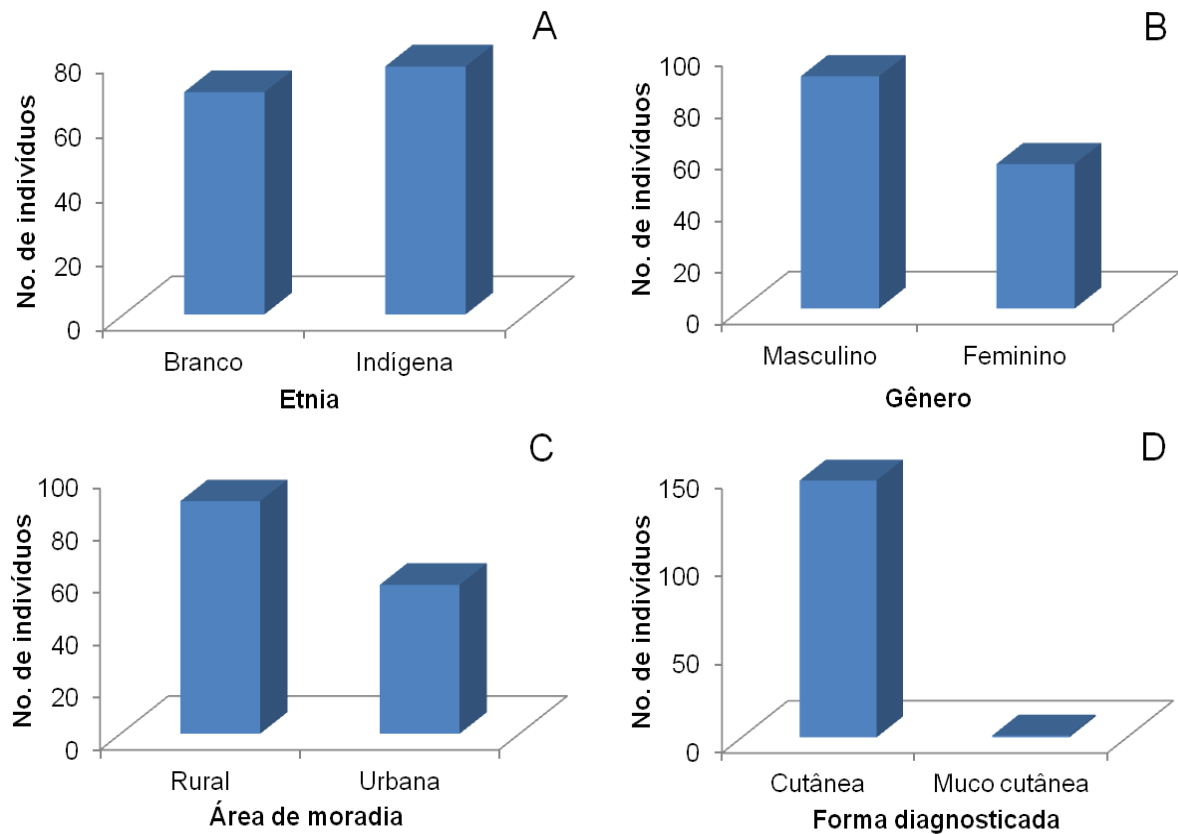 A
No. de indivíduos
80
60
40
20
0
Branco
Indígena
Etnia
B
No. de indivíduos
100
80
60
40
20
0
Masculino
Feminino
Gênero
C
No. de indivíduos
100
80
60
40
20
0
Rural
Urbana
Área de moradia
D
No. de indivíduos
150
100
50
0
Cutânea
Muco cutânea
Forma diagnosticada